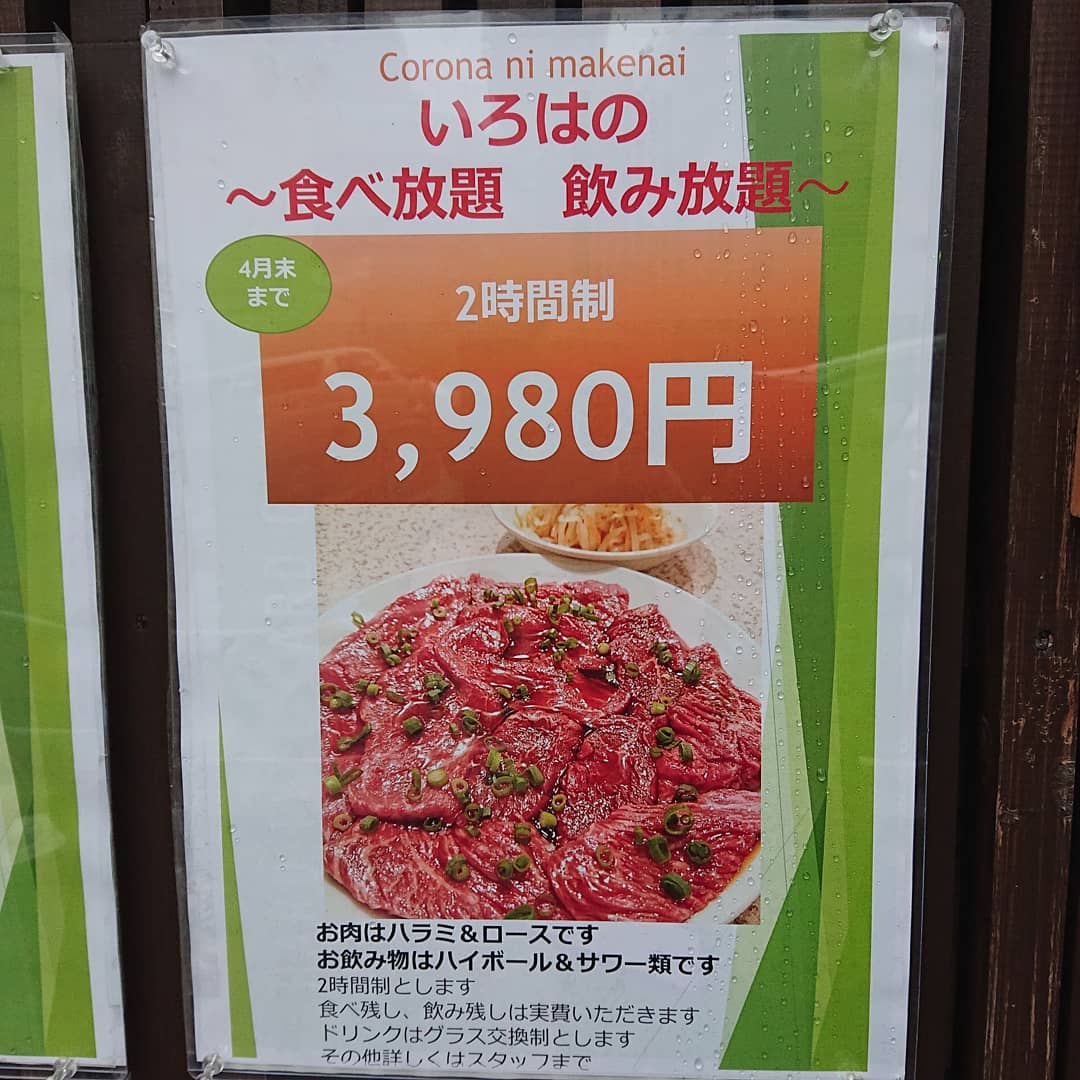 Corona ni makenai
いろはの
～食べ放題　飲み放題～
4月末
まで
2時間制
3,980円
お肉はハラミ＆ロースです
お飲み物はハイボール＆サワー類です
2時間制とします
食べ残し、飲み残しは実費いただきます
ドリンクはグラス交換制とします
その他詳しくはスタッフまで